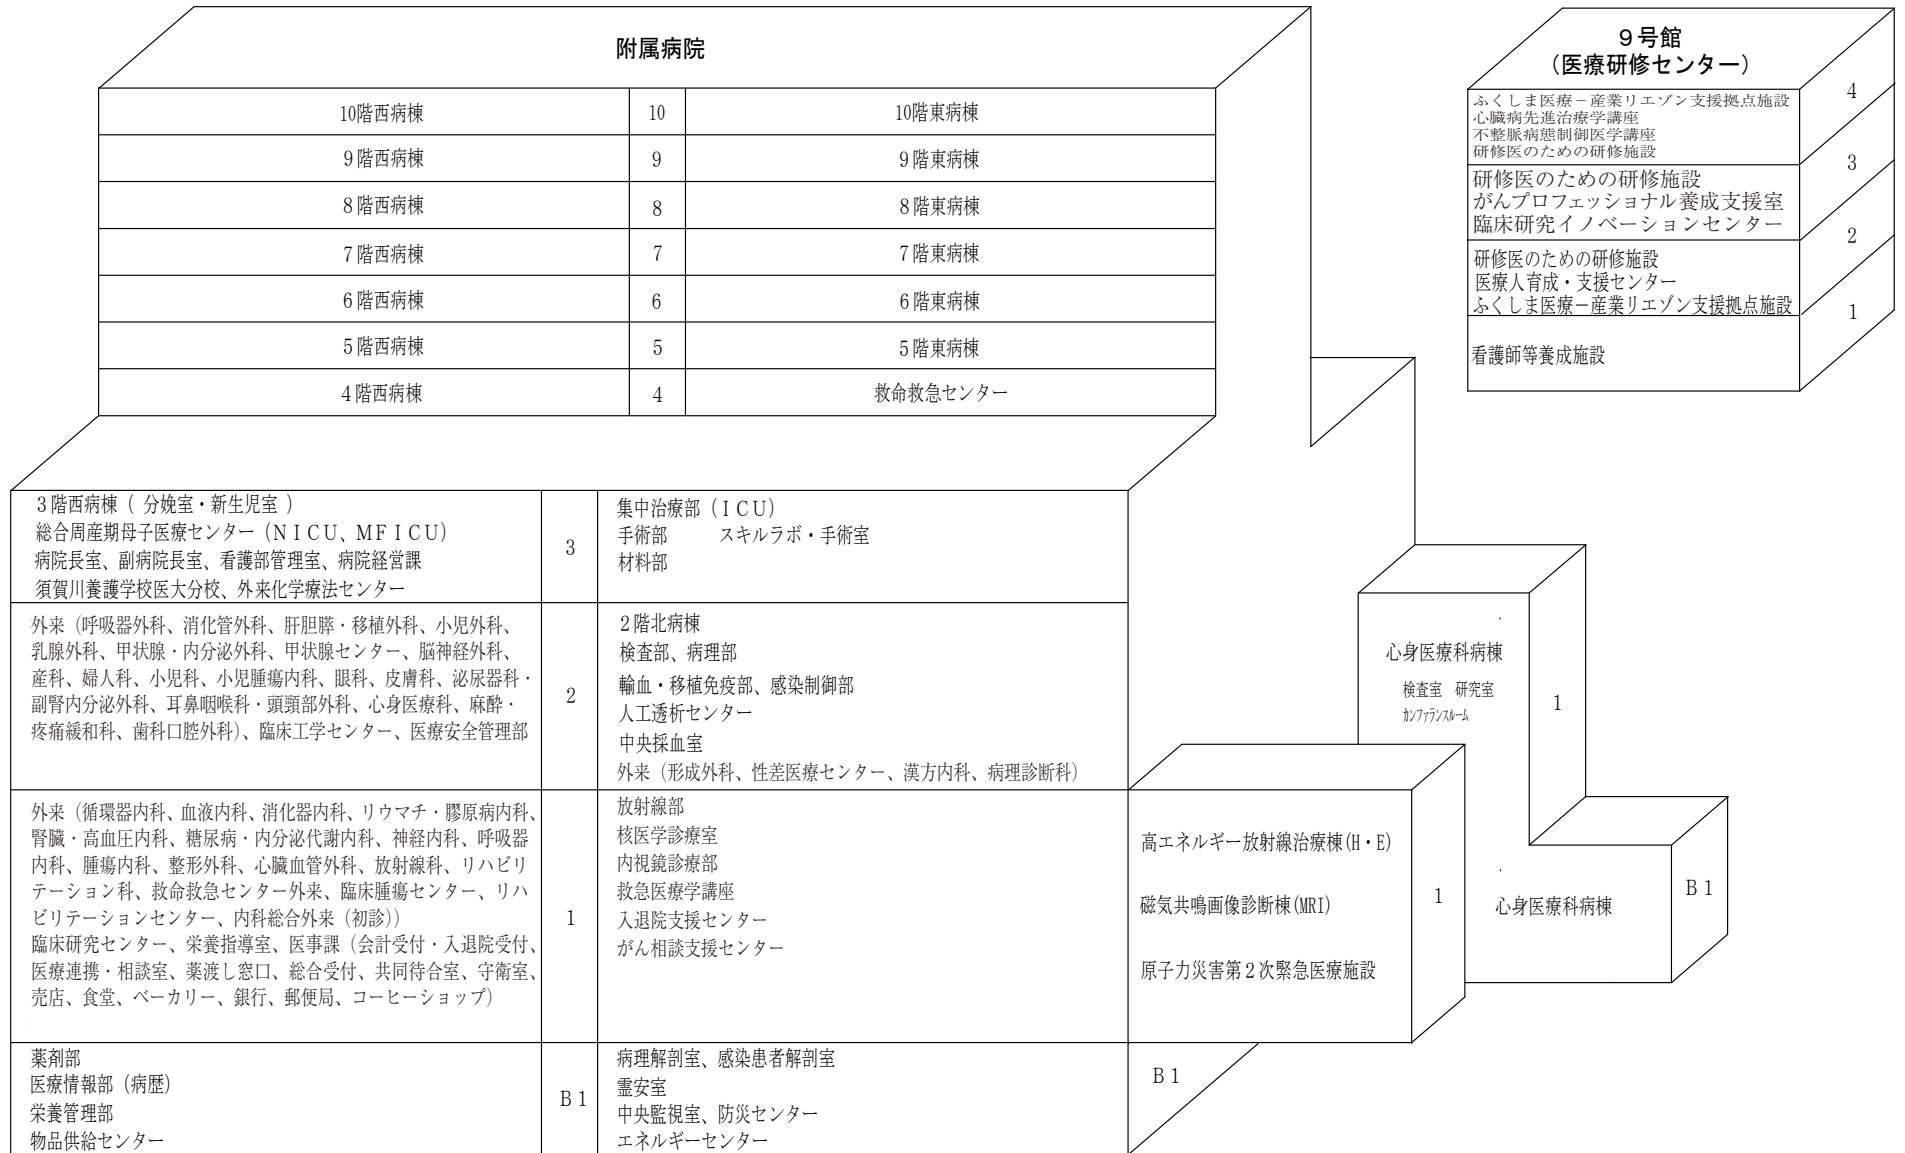 附属病院
10階西病棟 10 10階東病棟
9階西病棟 9 9階東病棟
8階西病棟 8 8階東病棟
7階西病棟 7 7階東病棟
6階西病棟 6 6階東病棟
5階西病棟 5 5階東病棟
4階西病棟 4 救命救急センター
3階西病棟（ 分娩室・新生児室 ）
総合周産期母子医療センター（NICU、MFICU）
病院長室、副病院長室、看護部管理室、病院経営課
須賀川養護学校医大分校、外来化学療法センター
3
集中治療部（ICU）
手術部　　スキルラボ・手術室
材料部
外来（呼吸器外科、消化管外科、肝胆膵・移植外科、小児外科、
乳腺外科、甲状腺・内分泌外科、甲状腺センター、脳神経外科、
産科、婦人科、小児科、小児腫瘍内科、眼科、皮膚科、泌尿器科・
副腎内分泌外科、耳鼻咽喉科・頭頸部外科、心身医療科、麻酔・
疼痛緩和科、歯科口腔外科）、臨床工学センター、医療安全管理部
2
2階北病棟
検査部、病理部
輸血・移植免疫部、感染制御部
人工透析センター
中央採血室
外来（形成外科、性差医療センター、漢方内科、病理診断科）
外来（循環器内科、血液内科、消化器内科、リウマチ・膠原病内科、
腎臓・高血圧内科、糖尿病・内分泌代謝内科、神経内科、呼吸器
内科、腫瘍内科、整形外科、心臓血管外科、放射線科、リハビリ
テーション科、救命救急センター外来、臨床腫瘍センター、リハ
ビリテーションセンター、内科総合外来（初診））
臨床研究センター、栄養指導室、医事課（会計受付・入退院受付、
医療連携・相談室、薬渡し窓口、総合受付、共同待合室、守衛室、
売店、食堂、ベーカリー、銀行、郵便局、コーヒーショップ）
1
放射線部
核医学診療室
内視鏡診療部
救急医療学講座
入退院支援センター
がん相談支援センター
高エネルギー放射線治療棟(H・E)
磁気共鳴画像診断棟(MRI)
原子力災害第2次緊急医療施設
1
薬剤部
医療情報部（病歴）
栄養管理部
物品供給センター
B1
病理解剖室、感染患者解剖室
霊安室
中央監視室、防災センター
エネルギーセンター
B1
心身医療科病棟
検査室　研究室
カンファランスルーム
1
心身医療科病棟
B1
9号館
（医療研修センター）
ふくしま医療－産業リエゾン支援拠点施設
心臓病先進治療学講座
不整脈病態制御医学講座
研修医のための研修施設
4
研修医のための研修施設
がんプロフェッショナル養成支援室
臨床研究イノベーションセンター
3
研修医のための研修施設
医療人育成・支援センター
ふくしま医療－産業リエゾン支援拠点施設
2
看護師等養成施設
1